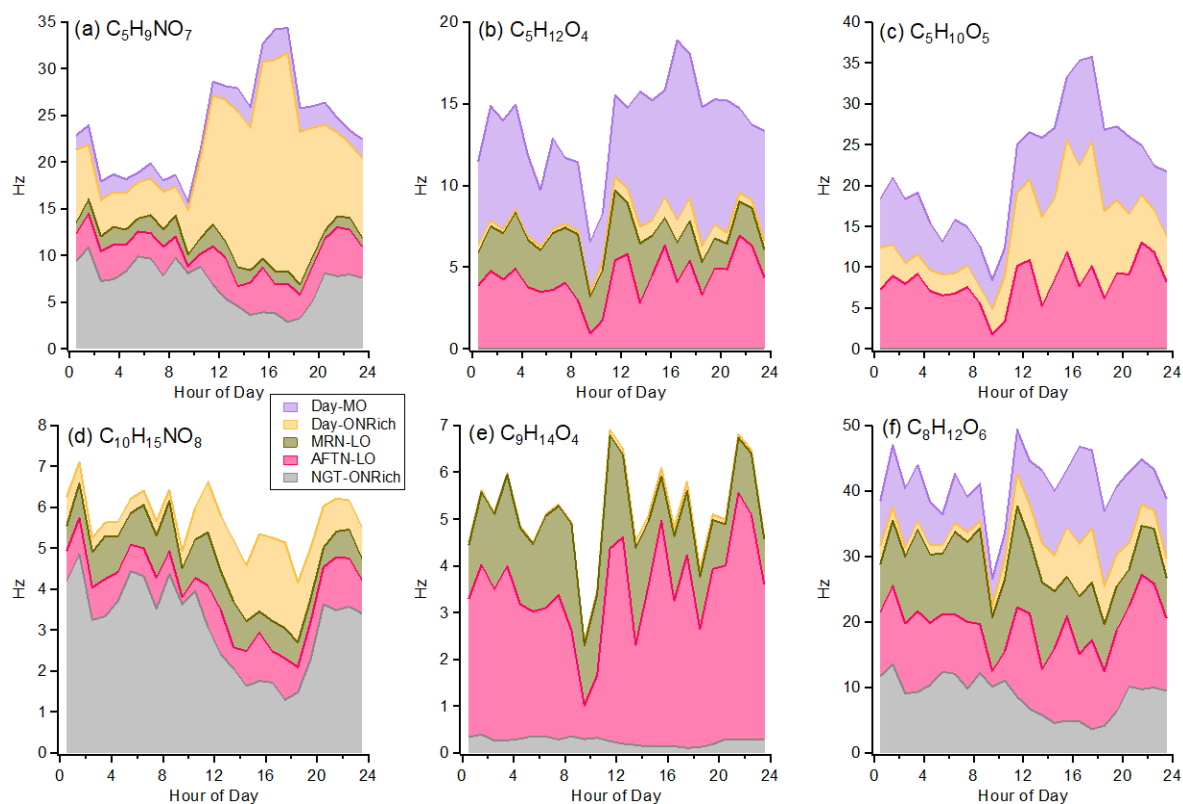 (a) C5H9NO7
35
30
25
20
15
10
5
0
Hz
0 4 8 12 16 20 24
Hour of Day
(b) C5H12O4
20
15
10
5
0
Hz
0 4 8 12 16 20 24
Hour of Day
(c) C5H10O5
40
35
30
25
20
15
10
5
0
Hz
0 4 8 12 16 20 24
Hour of Day
Day-MO
Day-ONRich
MRN-LO
AFTN-LO
NGT-ONRich
(d) C10H15NO8
8
7
6
5
4
3
2
1
0
Hz
0 4 8 12 16 20 24
Hour of Day
(e) C9H14O4
7
6
5
4
3
2
1
0
Hz
0 4 8 12 16 20 24
Hour of Day
(f) C8H12O6
50
40
30
20
10
0
Hz
0 4 8 12 16 20 24
Hour of Day